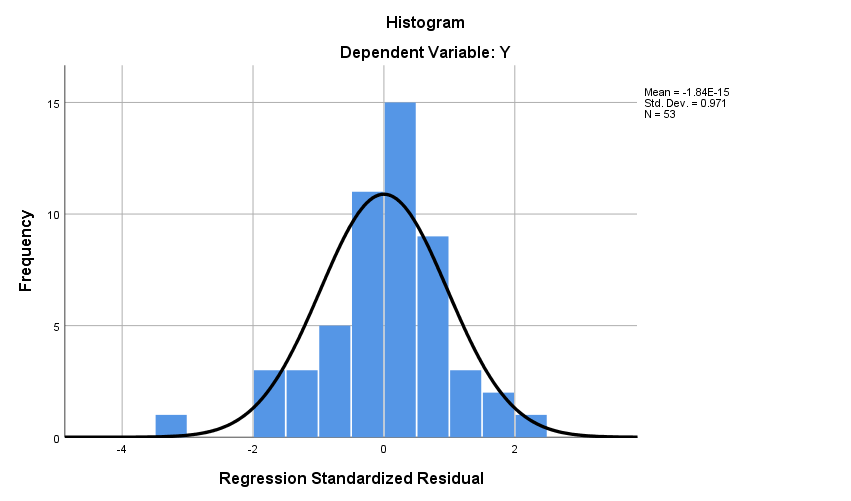 Histogram
Dependent Variable: Y
Mean = -1.84E-15
Std. Dev. = 0.971
N = 53
Frequency
15
10
5
0
-4 -2 0 2
Regression Standardized Residual